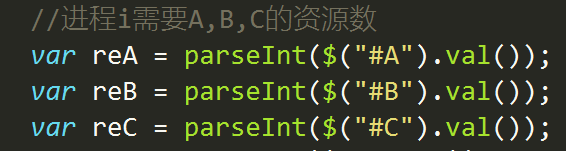 //进程i需要A,B,C的资源数
var reA = parseInt($("#A").val());
var reB = parseInt($("#B").val());
var reC = parseInt($("#C").val());